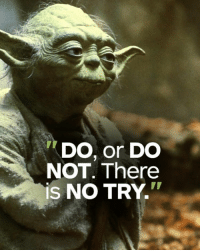 "DO, or DO
NOT. There
is NO TRY."